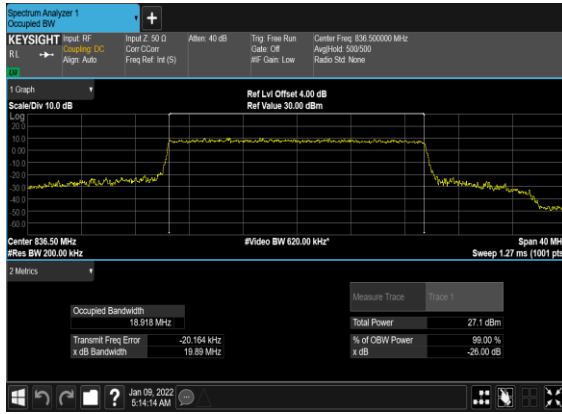 Spectrum Analyzer 1
Occupied BW
KEYSIGHT Input: RF Input Z: 50 Ω Atten: 40 dB Trig: Free Run Center Freq: 836.500000 MHz
RL Coupling: DC Corr CCorr Gate: Off Avg|Hold: 500/500
Align: Auto Freq Ref: Int (S) #IF Gain: Low Radio Std: None
1 Graph
Ref Lvl Offset 4.00 dB
Scale/Div 10.0 dB Ref Value 30.00 dBm
Log
20.0
10.0
0.00
-10.0
-20.0
-30.0
-40.0
-50.0
-60.0
Center 836.50 MHz #Video BW 620.00 kHz* Span 40 MH
#Res BW 200.00 kHz Sweep 1.27 ms (1001 pts
2 Metrics
Measure Trace Trace 1
Occupied Bandwidth
18.918 MHz Total Power 27.1 dBm
Transmit Freq Error -20.164 kHz % of OBW Power 99.00 %
x dB Bandwidth 19.89 MHz x dB -26.00 dB
?
Jan 09, 2022
5:14:14 AM